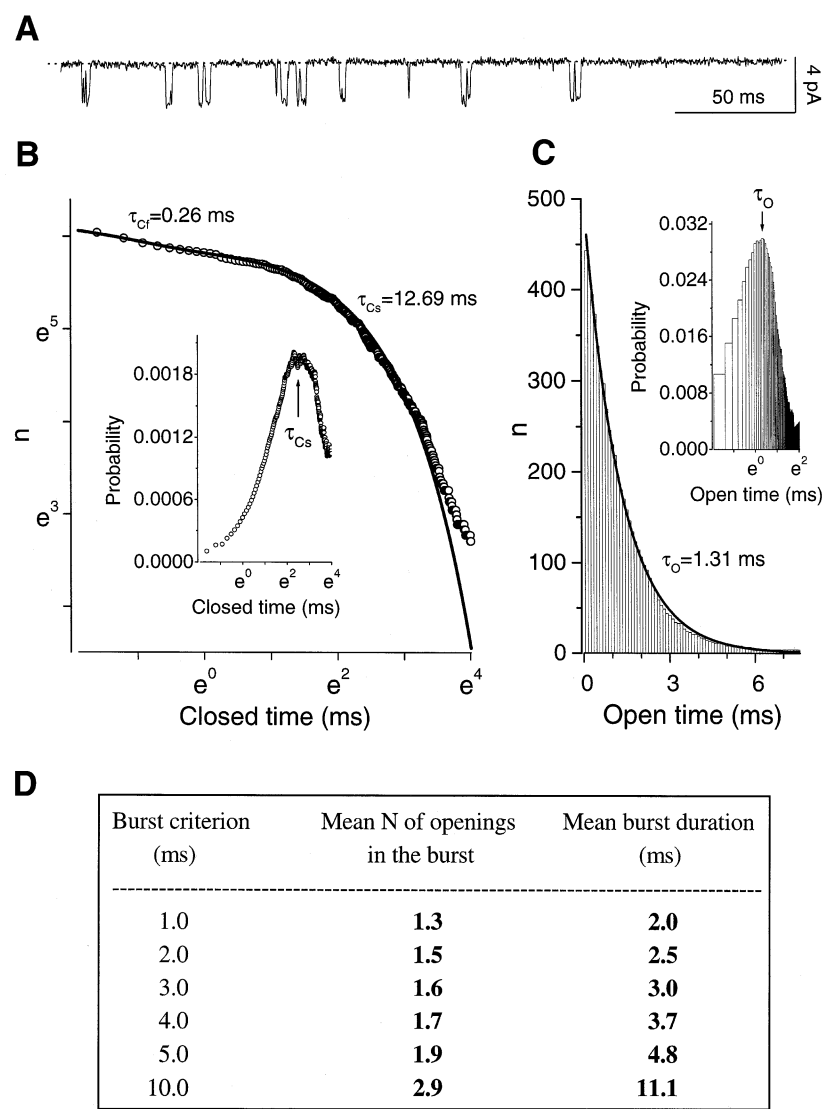 A
50 ms
4 pA
B
τCf=0.26 ms
τCs=12.69 ms
e⁵
e³
n
e⁰ e² e⁴
Closed time (ms)
0.0018
0.0012
0.0006
0.0000
Probability
τCs
e⁰ e² e⁴
Closed time (ms)
C
500
400
300
200
100
0
n
0 3 6
Open time (ms)
τO=1.31 ms
τO
0.032
0.024
0.016
0.008
0.000
Probability
e⁰ e²
Open time (ms)
D
Burst criterion Mean N of openings Mean burst duration
(ms) in the burst (ms)
1.0 1.3 2.0
2.0 1.5 2.5
3.0 1.6 3.0
4.0 1.7 3.7
5.0 1.9 4.8
10.0 2.9 11.1